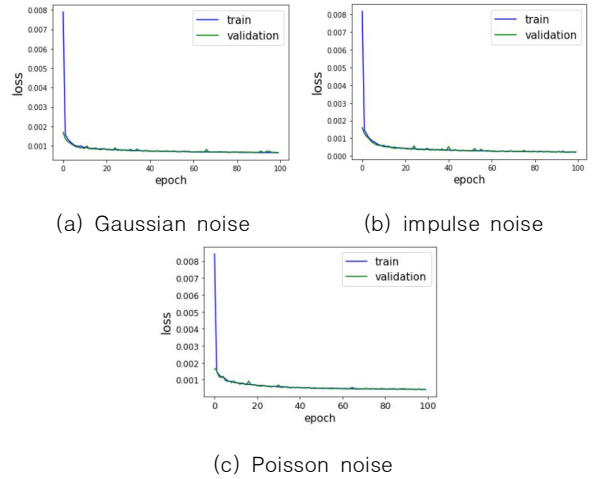 0.008
0.007
0.006
0.005
0.004
0.003
0.002
0.001
loss
train
validation
0 20 40 60 80 100
epoch
(a) Gaussian noise
0.008
0.007
0.006
0.005
0.004
0.003
0.002
0.001
0.000
loss
train
validation
0 20 40 60 80 100
epoch
(b) impulse noise
0.008
0.007
0.006
0.005
0.004
0.003
0.002
0.001
loss
train
validation
0 20 40 60 80 100
epoch
(c) Poisson noise